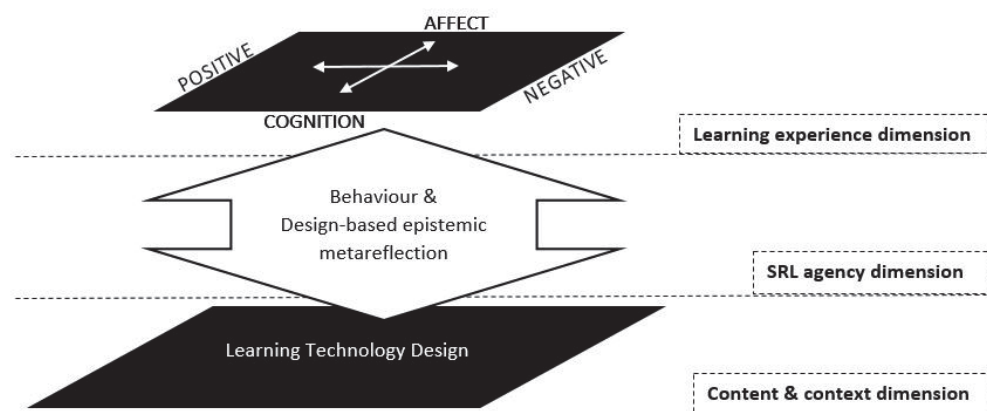 AFFECT
POSITIVE
NEGATIVE
COGNITION
Learning experience dimension
Behaviour &
Design-based epistemic
metareflection
SRL agency dimension
Learning Technology Design
Content & context dimension